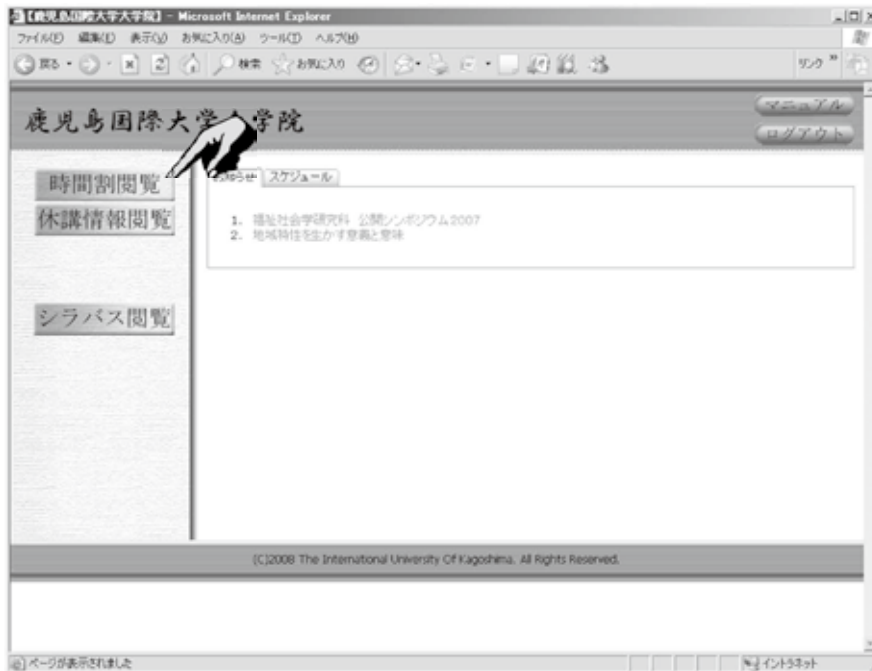 【鹿児島国際大学大学院】 - Microsoft Internet Explorer
ファイル(F) 編集(E) 表示(V) お気に入り(A) ツール(T) ヘルプ(H)
戻る 検索 お気に入り リンク »
鹿児島国際大学大学院
マニュアル
ログアウト
時間割閲覧
休講情報閲覧
シラバス閲覧
お知らせ スケジュール
1. 福祉社会学研究科 公開シンポジウム2007
2. 地域特性を生かす意義と意味
(C)2008 The International University Of Kagoshima. All Rights Reserved.
ページが表示されました イントラネット